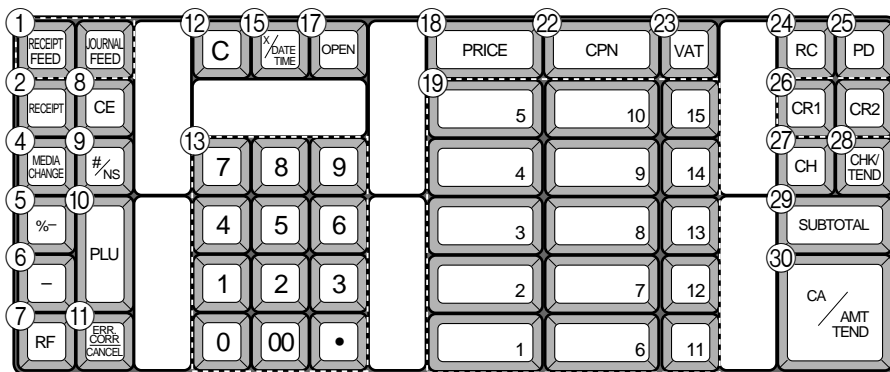 ① ⑫ ⑮ ⑰ ⑱ ㉒ ㉓ ㉔ ㉕
RECEIPT FEED
JOURNAL FEED
C
X/DATE TIME
OPEN
PRICE
CPN
VAT
RC
PD
② ⑧ ⑲ ㉖
RECEIPT
CE
5
10
15
CR1
CR2
④ ⑨ ⑬ ㉗ ㉘
MEDIA CHANGE
#/NS
7
8
9
4
9
14
CH
CHK/ TEND
⑤ ⑩ ㉙
%−
PLU
4
5
6
3
8
13
SUBTOTAL
⑥ ㉚
−
1
2
3
2
7
12
CA/AMT TEND
⑦ ⑪
RF
ERR. CORR
CANCEL
0
00
•
1
6
11